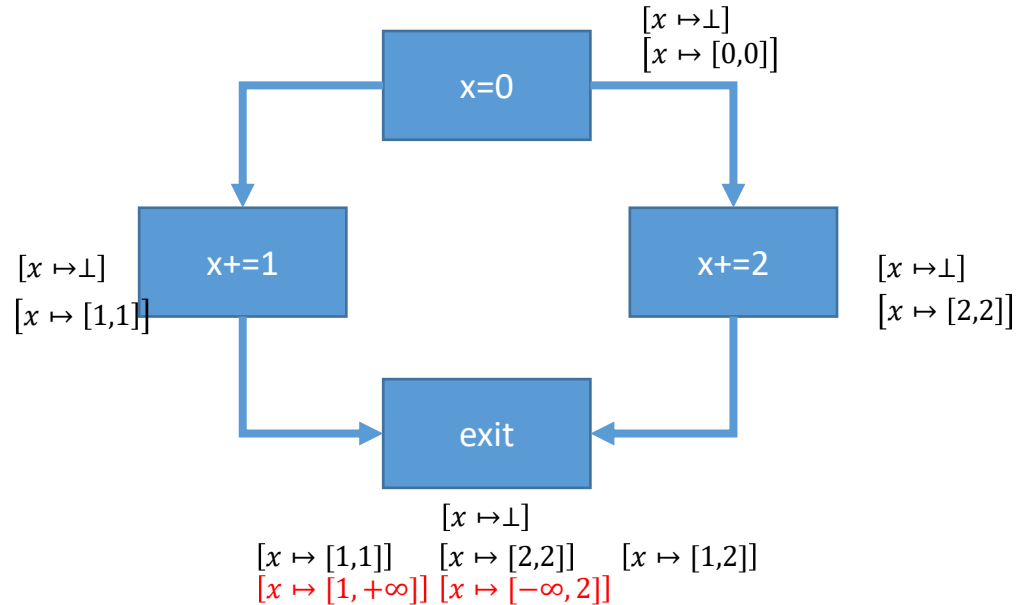 x=0
[𝑥 ↦⊥]
[𝑥 ↦ [0,0]]
x+=1
[𝑥 ↦⊥]
[𝑥 ↦ [1,1]]
x+=2
[𝑥 ↦⊥]
[𝑥 ↦ [2,2]]
exit
[𝑥 ↦⊥]
[𝑥 ↦ [1,1]] [𝑥 ↦ [2,2]] [𝑥 ↦ [1,2]]
[𝑥 ↦ [1, +∞]] [𝑥 ↦ [−∞, 2]]